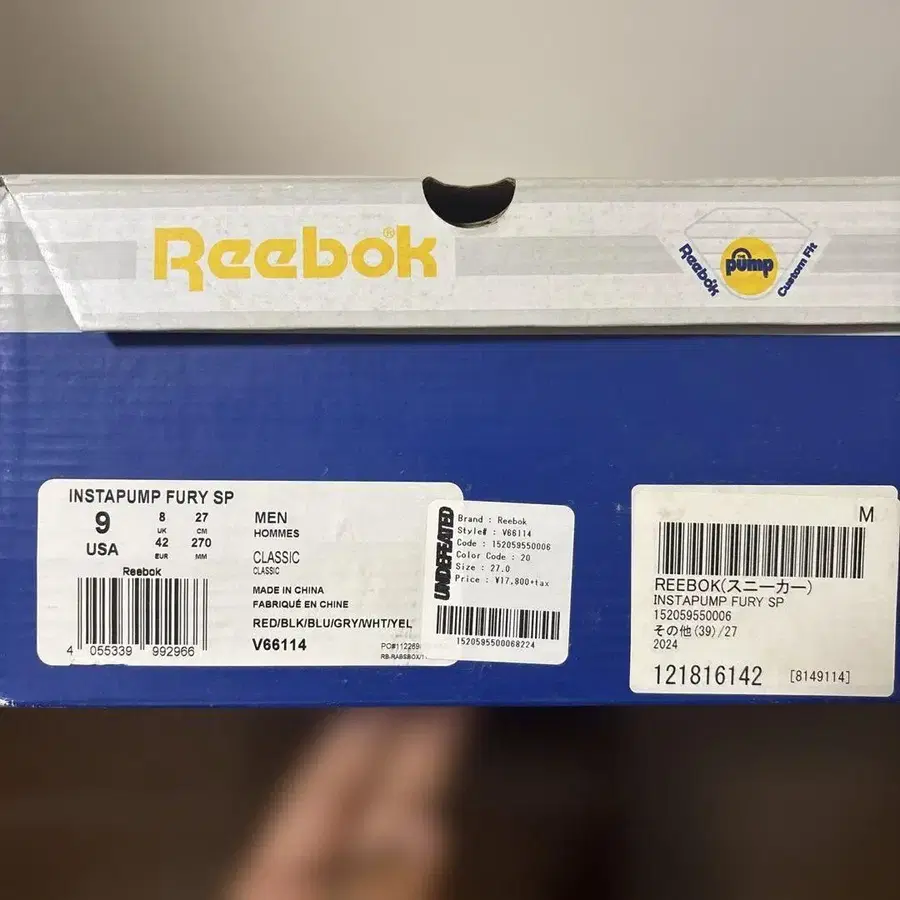 Reebok®
Reebok
THE
pump
Custom Fit
INSTAPUMP FURY SP
9
USA
8
UK
27
CM
42
EUR
270
MM
MEN
HOMMES
CLASSIC
CLASSIC
MADE IN CHINA
FABRIQUÉ EN CHINE
RED/BLK/BLU/GRY/WHT/YEL
V66114
Reebok
4 055339 992966
UNDEFEATED
Brand : Reebok
Style# : V66114
Code : 152059550006
Color Code : 20
Size : 27.0
Price : ¥17,800+tax
1520595500068224
M
REEBOK(スニーカー)
INSTAPUMP FURY SP
152059550006
その他(39)/27
2024
121816142 [8149114]